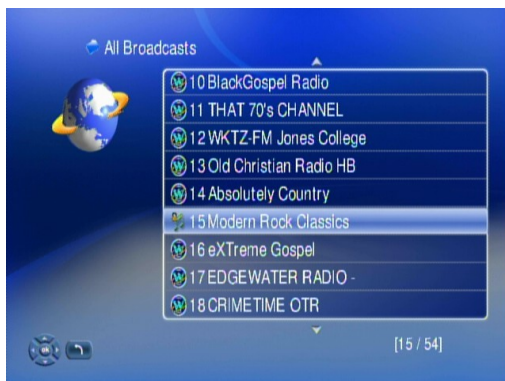 All Broadcasts
10 BlackGospel Radio
11 THAT 70's CHANNEL
12 WKTZ-FM Jones College
13 Old Christian Radio HB
14 Absolutely Country
15 Modern Rock Classics
16 eXTreme Gospel
17 EDGEWATER RADIO -
18 CRIMETIME OTR
[15 / 54]